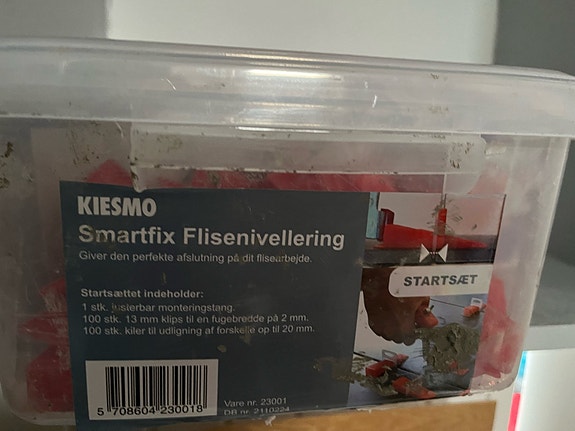 KIESMO
Smartfix Flisenivellering
Giver den perfekte afslutning på dit flisearbejde.
STARTSÆT
Startsættet indeholder:
1 stk. justerbar monteringstang.
100 stk. 13 mm klips til en fugebredde på 2 mm.
100 stk. kiler til udligning af forskelle op til 20 mm.
5 708604 230018
Vare nr. 23001
DB nr. 2110224